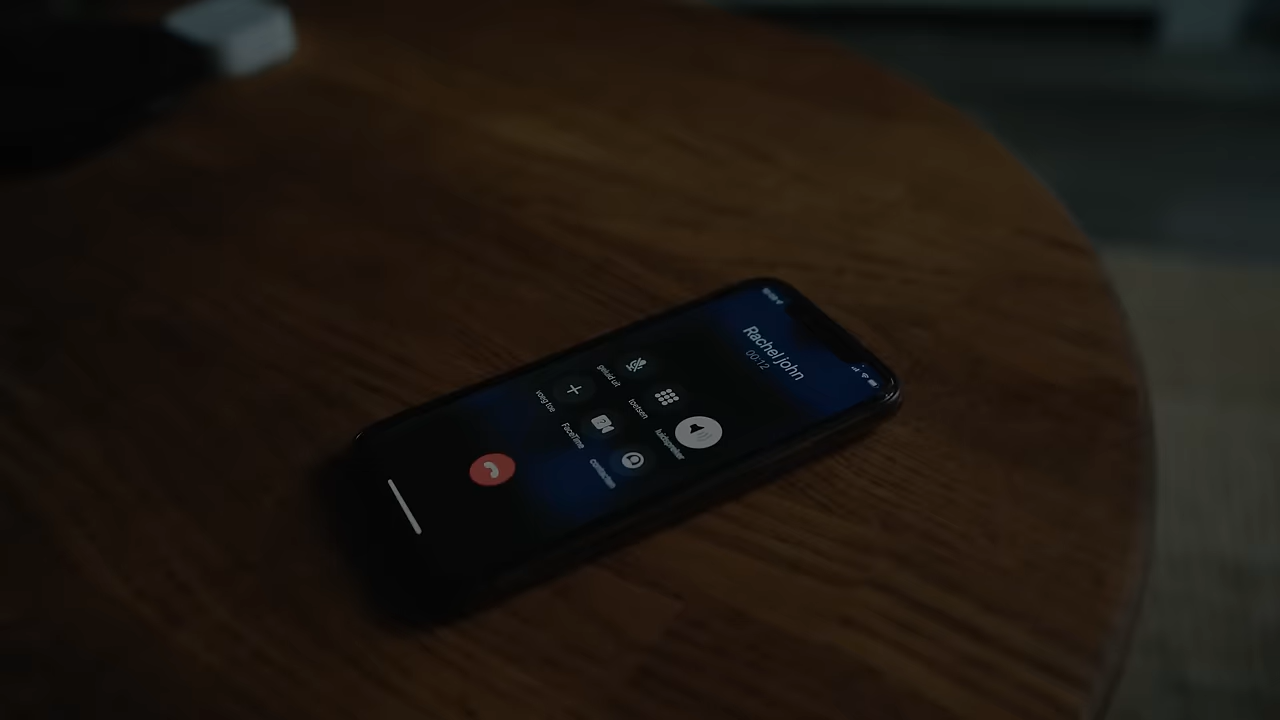 Rachel john
00:12
geluid uit
toetsen
luidspreker
voeg toe
FaceTime
contacten